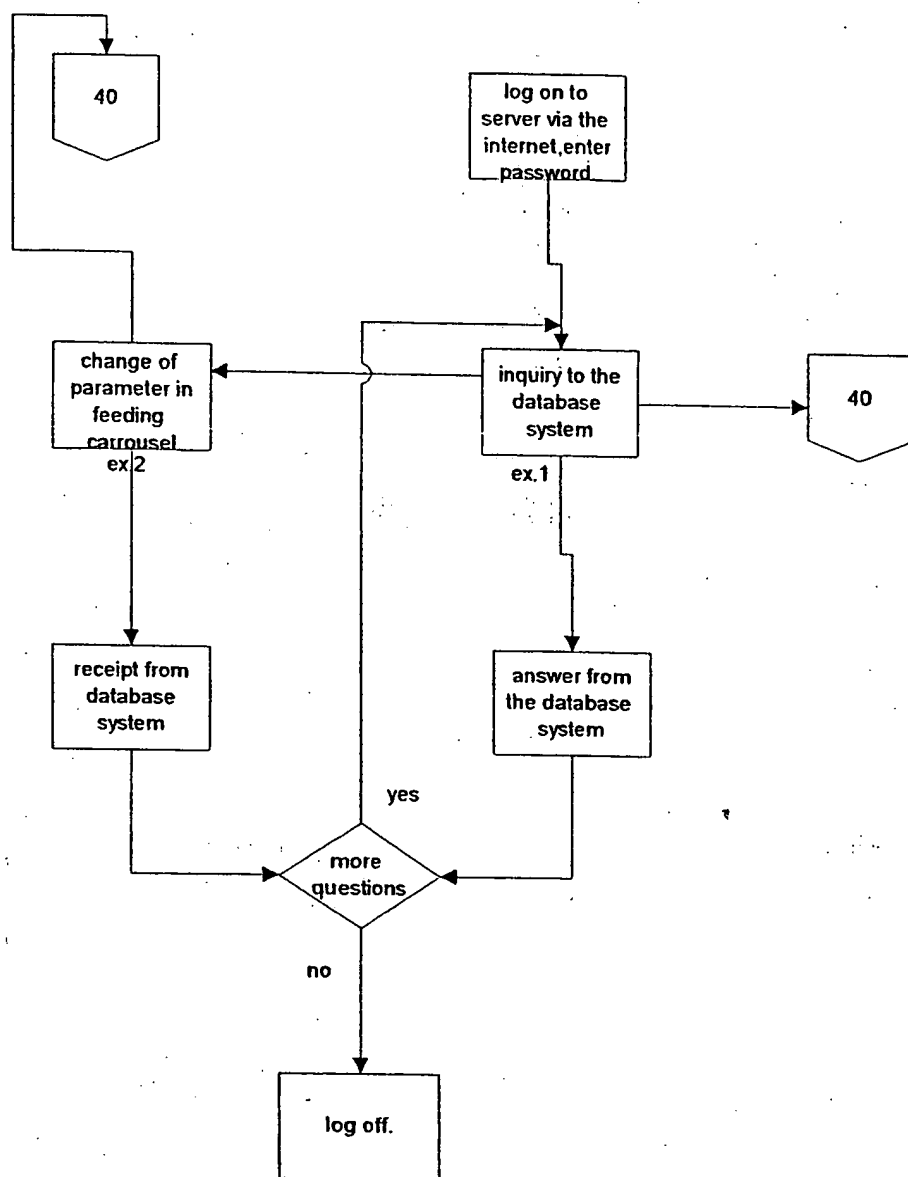 40
log on to
server via the
internet,enter
password
change of
parameter in
feeding
carrousel
ex.2
inquiry to the
database
system
ex.1
40
receipt from
database
system
answer from
the database
system
yes
more
questions
no
log off.